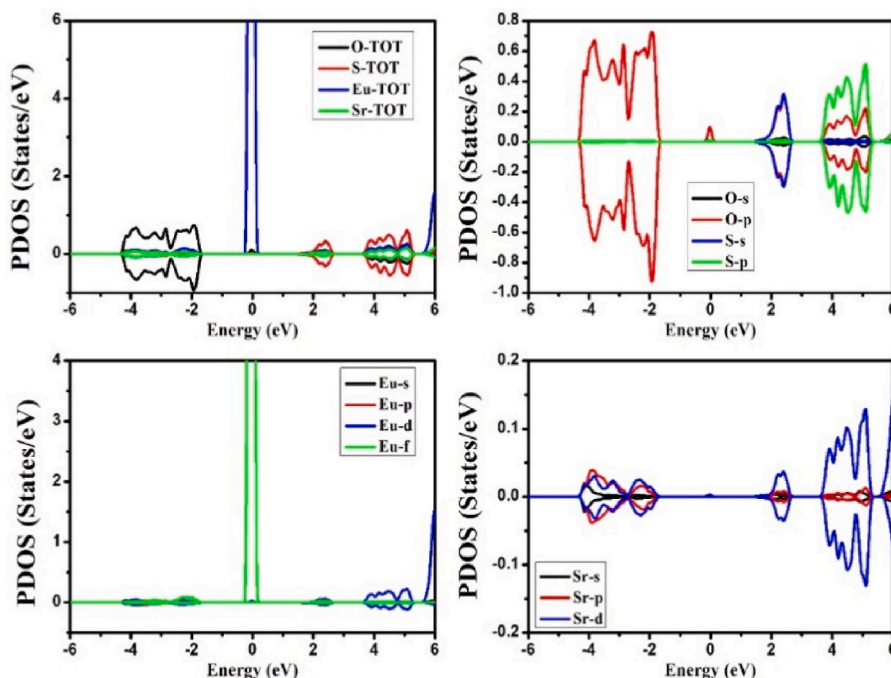 PDOS (States/eV)
6
5
4
3
2
1
0
O-TOT
S-TOT
Eu-TOT
Sr-TOT
-6 -4 -2 0 2 4 6
Energy (eV)
PDOS (States/eV)
0.8
0.6
0.4
0.2
0.0
-0.2
-0.4
-0.6
-0.8
-1.0
O-s
O-p
S-s
S-p
-6 -4 -2 0 2 4 6
Energy (eV)
PDOS (States/eV)
4
3
2
1
0
Eu-s
Eu-p
Eu-d
Eu-f
-6 -4 -2 0 2 4 6
Energy (eV)
PDOS (States/eV)
0.2
0.1
0.0
-0.1
-0.2
Sr-s
Sr-p
Sr-d
-6 -4 -2 0 2 4 6
Energy (eV)